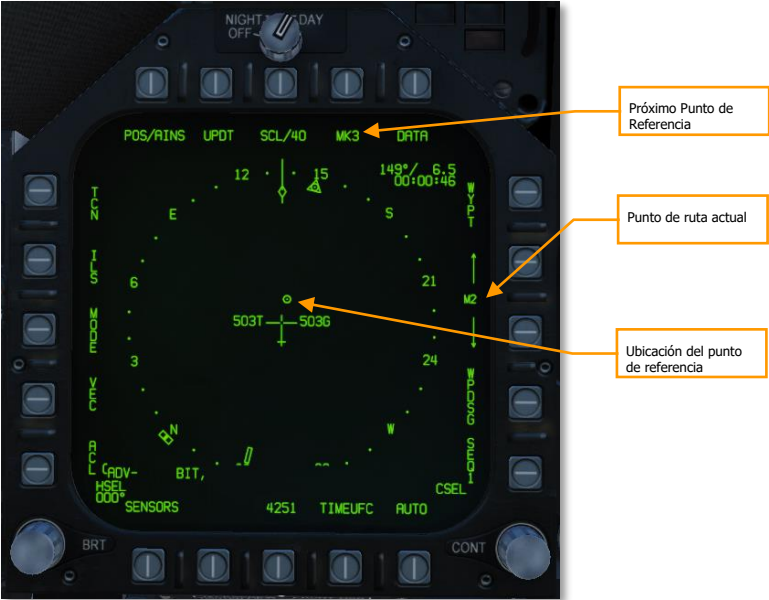 NIGHT DAY
OFF
POS/AINS UPDT SCL/40 MK3 DATA
Próximo Punto de
Referencia
149°/ 6.5
00:00:46
12 15
TCN
E S
WYPT
Punto de ruta actual
ILS
6 21
M2
503T 503G
MODE
3 24
Ubicación del punto
de referencia
VEC
N W
WPDSG
ACL
CADV- BIT,
SEQ1
HSEL
000°
CSEL
SENSORS 4251 TIMEUFC AUTO
BRT CONT